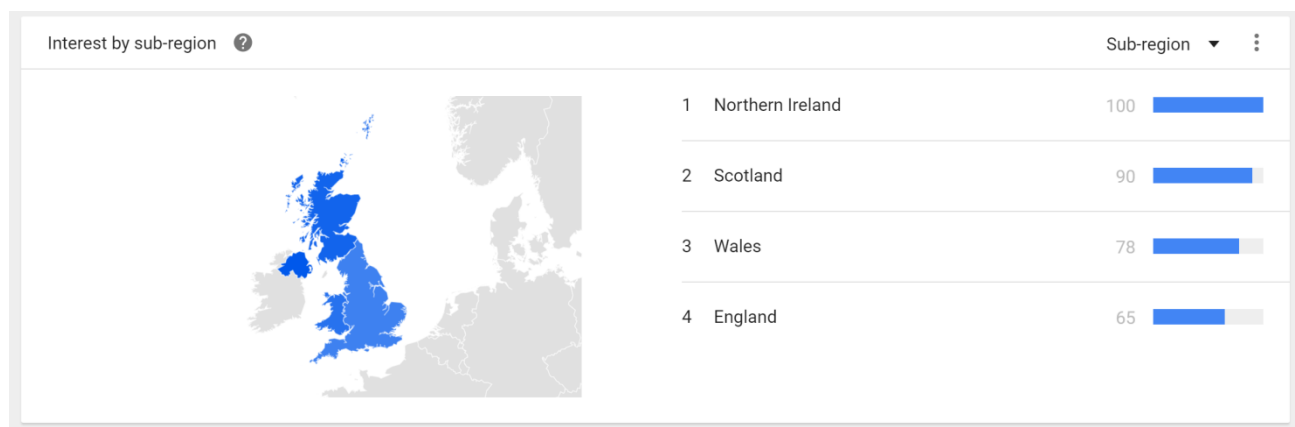 Interest by sub-region ?
Sub-region
1 Northern Ireland 100
2 Scotland 90
3 Wales 78
4 England 65